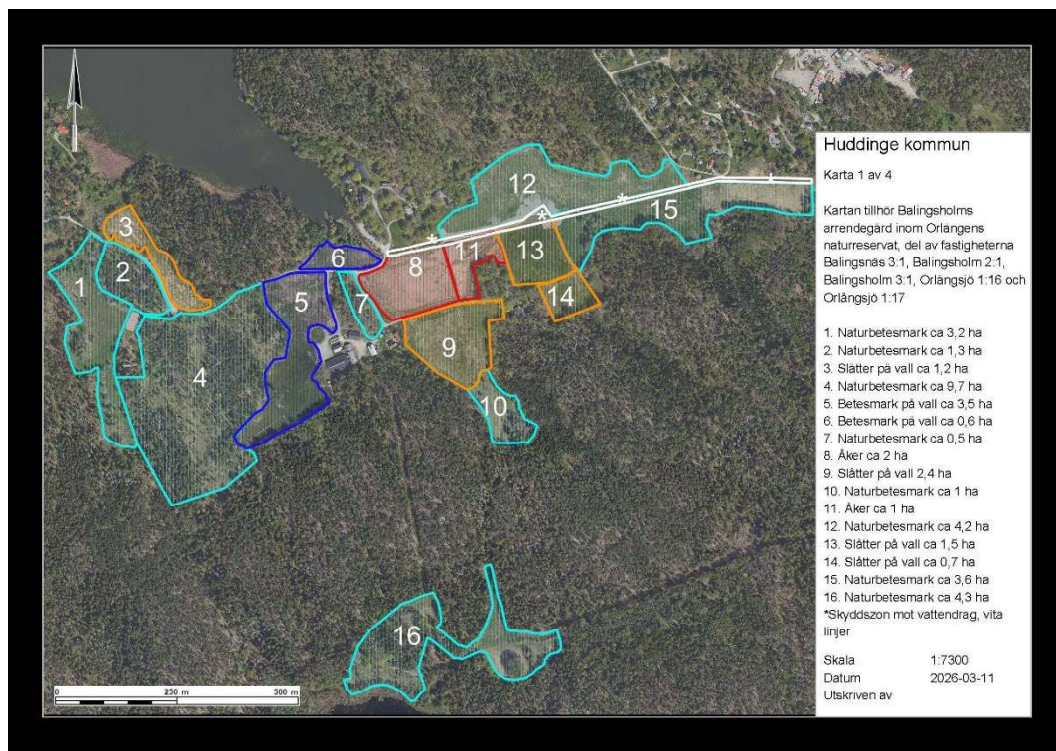 Huddinge kommun
Karta 1 av 4
Kartan tillhör Balingsholms
arrendegård inom Orlångens
naturreservat, del av fastigheterna
Balingsnäs 3:1, Balingsholm 2:1,
Balingsholm 3:1, Orlångsjö 1:16 och
Orlångsjö 1:17
1. Naturbetesmark ca 3,2 ha
2. Naturbetesmark ca 1,3 ha
3. Slåtter på vall ca 1,2 ha
4. Naturbetesmark ca 9,7 ha
5. Betesmark på vall ca 3,5 ha
6. Betesmark på vall ca 0,6 ha
7. Naturbetesmark ca 0,5 ha
8. Åker ca 2 ha
9. Slåtter på vall 2,4 ha
10. Naturbetesmark ca 1 ha
11. Åker ca 1 ha
12. Naturbetesmark ca 4,2 ha
13. Slåtter på vall ca 1,5 ha
14. Slåtter på vall ca 0,7 ha
15. Naturbetesmark ca 3,6 ha
16. Naturbetesmark ca 4,3 ha
*Skyddszon mot vattendrag, vita
linjer
Skala 1:7300
Datum 2026-03-11
Utskriven av
1
2
3
4
5
6
7
8
9
10
11
12
13
14
15
16
*
*
*
*
0 250 m 500 m